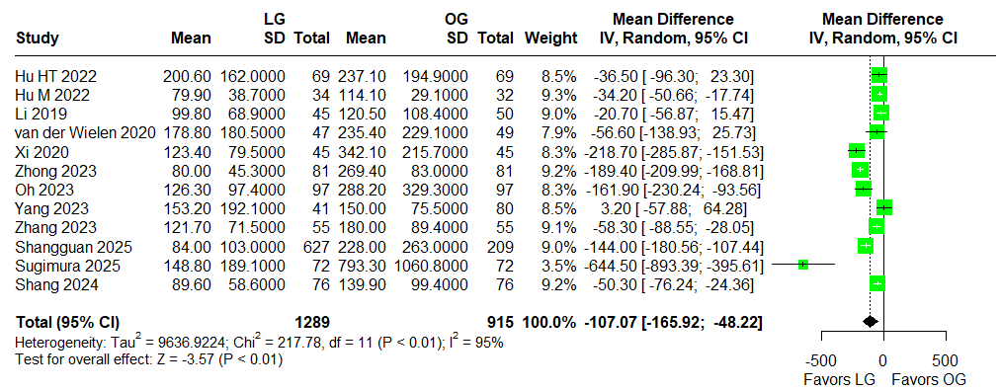 LG OG Mean Difference Mean Difference
Study Mean SD Total Mean SD Total Weight IV, Random, 95% CI IV, Random, 95% CI
Hu HT 2022 200.60 162.0000 69 237.10 194.9000 69 8.5% -36.50 [ -96.30; 23.30]
Hu M 2022 79.90 38.7000 34 114.10 29.1000 32 9.3% -34.20 [ -50.66; -17.74]
Li 2019 99.80 68.9000 45 120.50 108.4000 50 9.0% -20.70 [ -56.87; 15.47]
van der Wielen 2020 178.80 180.5000 47 235.40 229.1000 49 7.9% -56.60 [-138.93; 25.73]
Xi 2020 123.40 79.5000 45 342.10 215.7000 45 8.3% -218.70 [-285.87; -151.53]
Zhong 2023 80.00 45.3000 81 269.40 83.0000 81 9.2% -189.40 [-209.99; -168.81]
Oh 2023 126.30 97.4000 97 288.20 329.3000 97 8.3% -161.90 [-230.24; -93.56]
Yang 2023 153.20 192.1000 41 150.00 75.5000 80 8.5% 3.20 [ -57.88; 64.28]
Zhang 2023 121.70 71.5000 55 180.00 89.4000 55 9.1% -58.30 [ -88.55; -28.05]
Shangguan 2025 84.00 103.0000 627 228.00 263.0000 209 9.0% -144.00 [-180.56; -107.44]
Sugimura 2025 148.80 189.1000 72 793.30 1060.8000 72 3.5% -644.50 [-893.39; -395.61]
Shang 2024 89.60 58.6000 76 139.90 99.4000 76 9.2% -50.30 [ -76.24; -24.36]
Total (95% CI) 1289 915 100.0% -107.07 [-165.92; -48.22]
Heterogeneity: Tau² = 9636.9224; Chi² = 217.78, df = 11 (P < 0.01); I² = 95%
Test for overall effect: Z = -3.57 (P < 0.01)
-500 0 500
Favors LG Favors OG